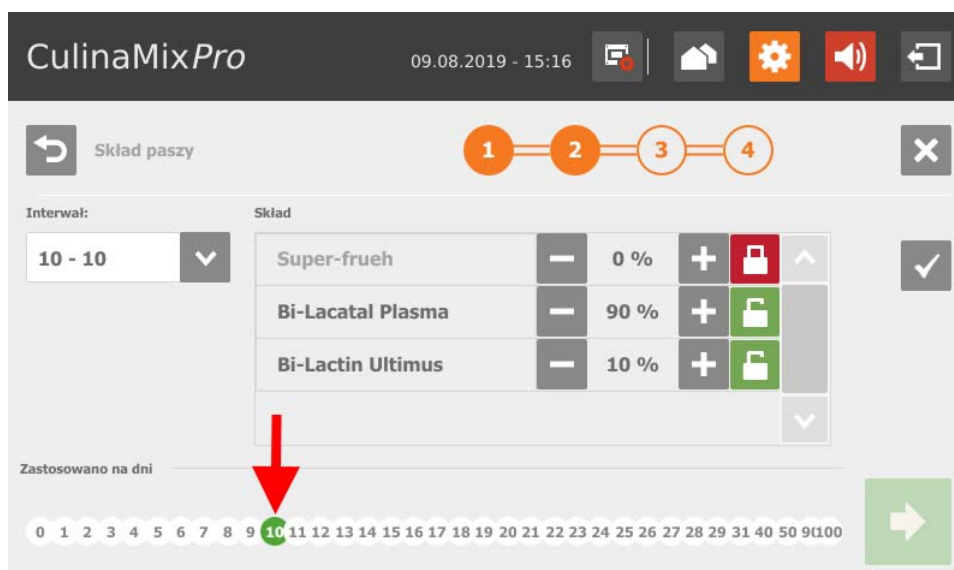 CulinaMixPro 09.08.2019 - 15:16
Skład paszy 1 2 3 4
Interwał: Skład
10 - 10 Super-frueh 0 %
Bi-Lacatal Plasma 90 %
Bi-Lactin Ultimus 10 %
Zastosowano na dni
0 1 2 3 4 5 6 7 8 9 10 11 12 13 14 15 16 17 18 19 20 21 22 23 24 25 26 27 28 29 31 40 50 90 100